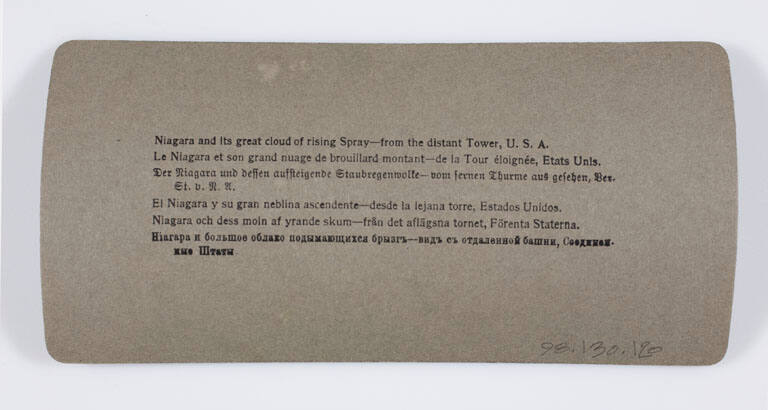 Niagara and its great cloud of rising Spray—from the distant Tower, U. S. A.
Le Niagara et son grand nuage de brouillard montant—de la Tour éloignée, Etats Unis.
Der Niagara und dessen aufsteigende Staubregenwolke—vom fernen Thurme aus gesehen, Ver.
St. v. N. A.
El Niagara y su gran neblina ascendente—desde la lejana torre, Estados Unidos.
Niagara och dess moln af yrande skum—från det aflägsna tornet, Förenta Staterna.
Нiагара и большое облако подымающихся брызгъ—видъ съ отдаленной башни, Соединен-
ные Штаты
98.130.120